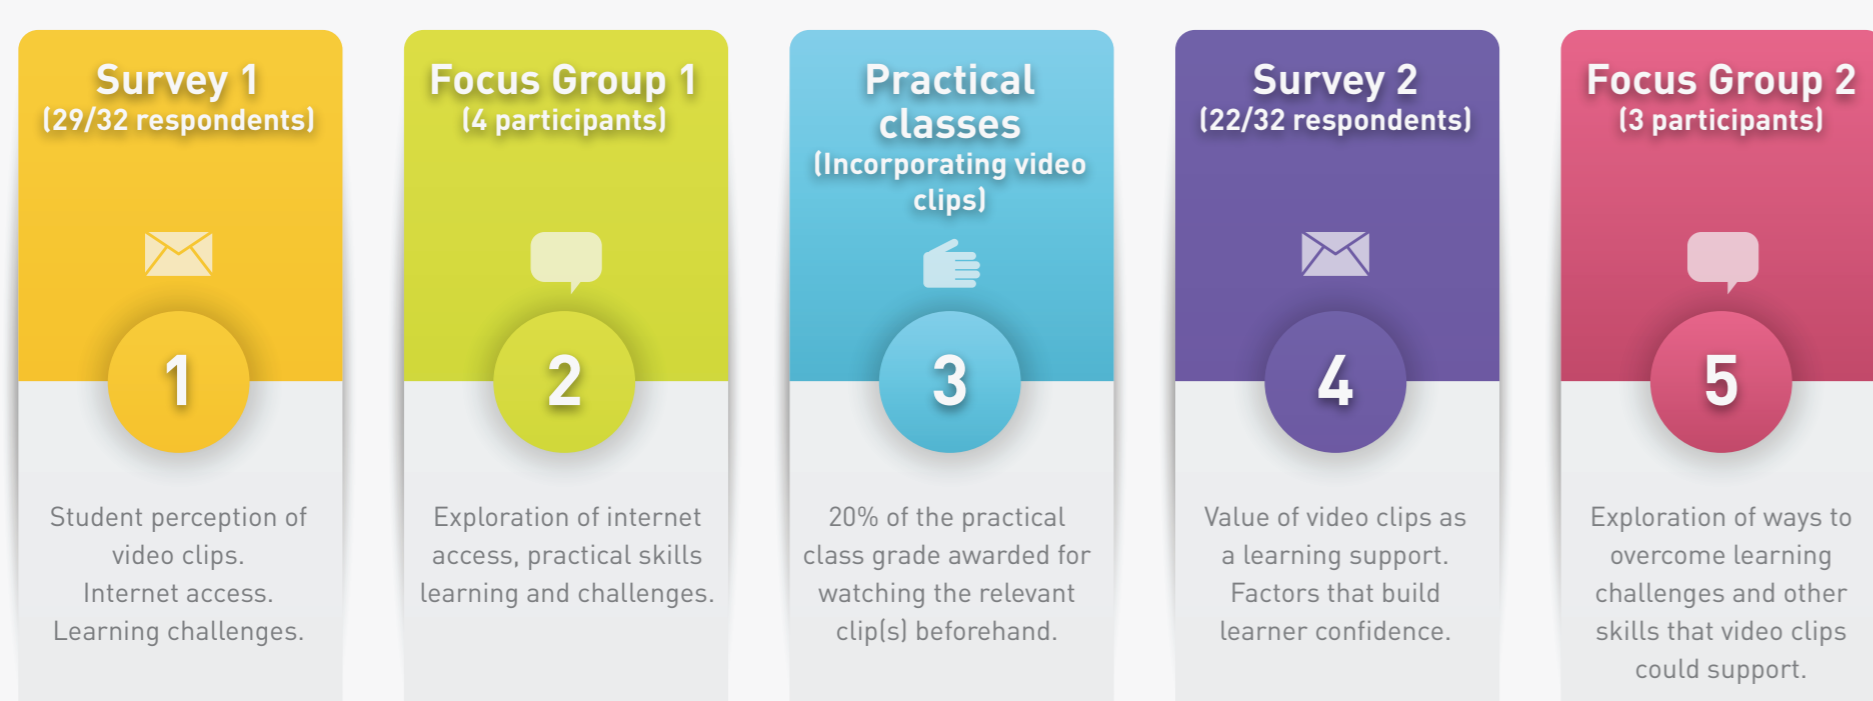 Survey 1
(29/32 respondents)
1
Student perception of
video clips.
Internet access.
Learning challenges.
Focus Group 1
(4 participants)
2
Exploration of internet
access, practical skills
learning and challenges.
Practical
classes
(Incorporating video
clips)
3
20% of the practical
class grade awarded for
watching the relevant
clip(s) beforehand.
Survey 2
(22/32 respondents)
4
Value of video clips as
a learning support.
Factors that build
learner confidence.
Focus Group 2
(3 participants)
5
Exploration of ways to
overcome learning
challenges and other
skills that video clips
could support.